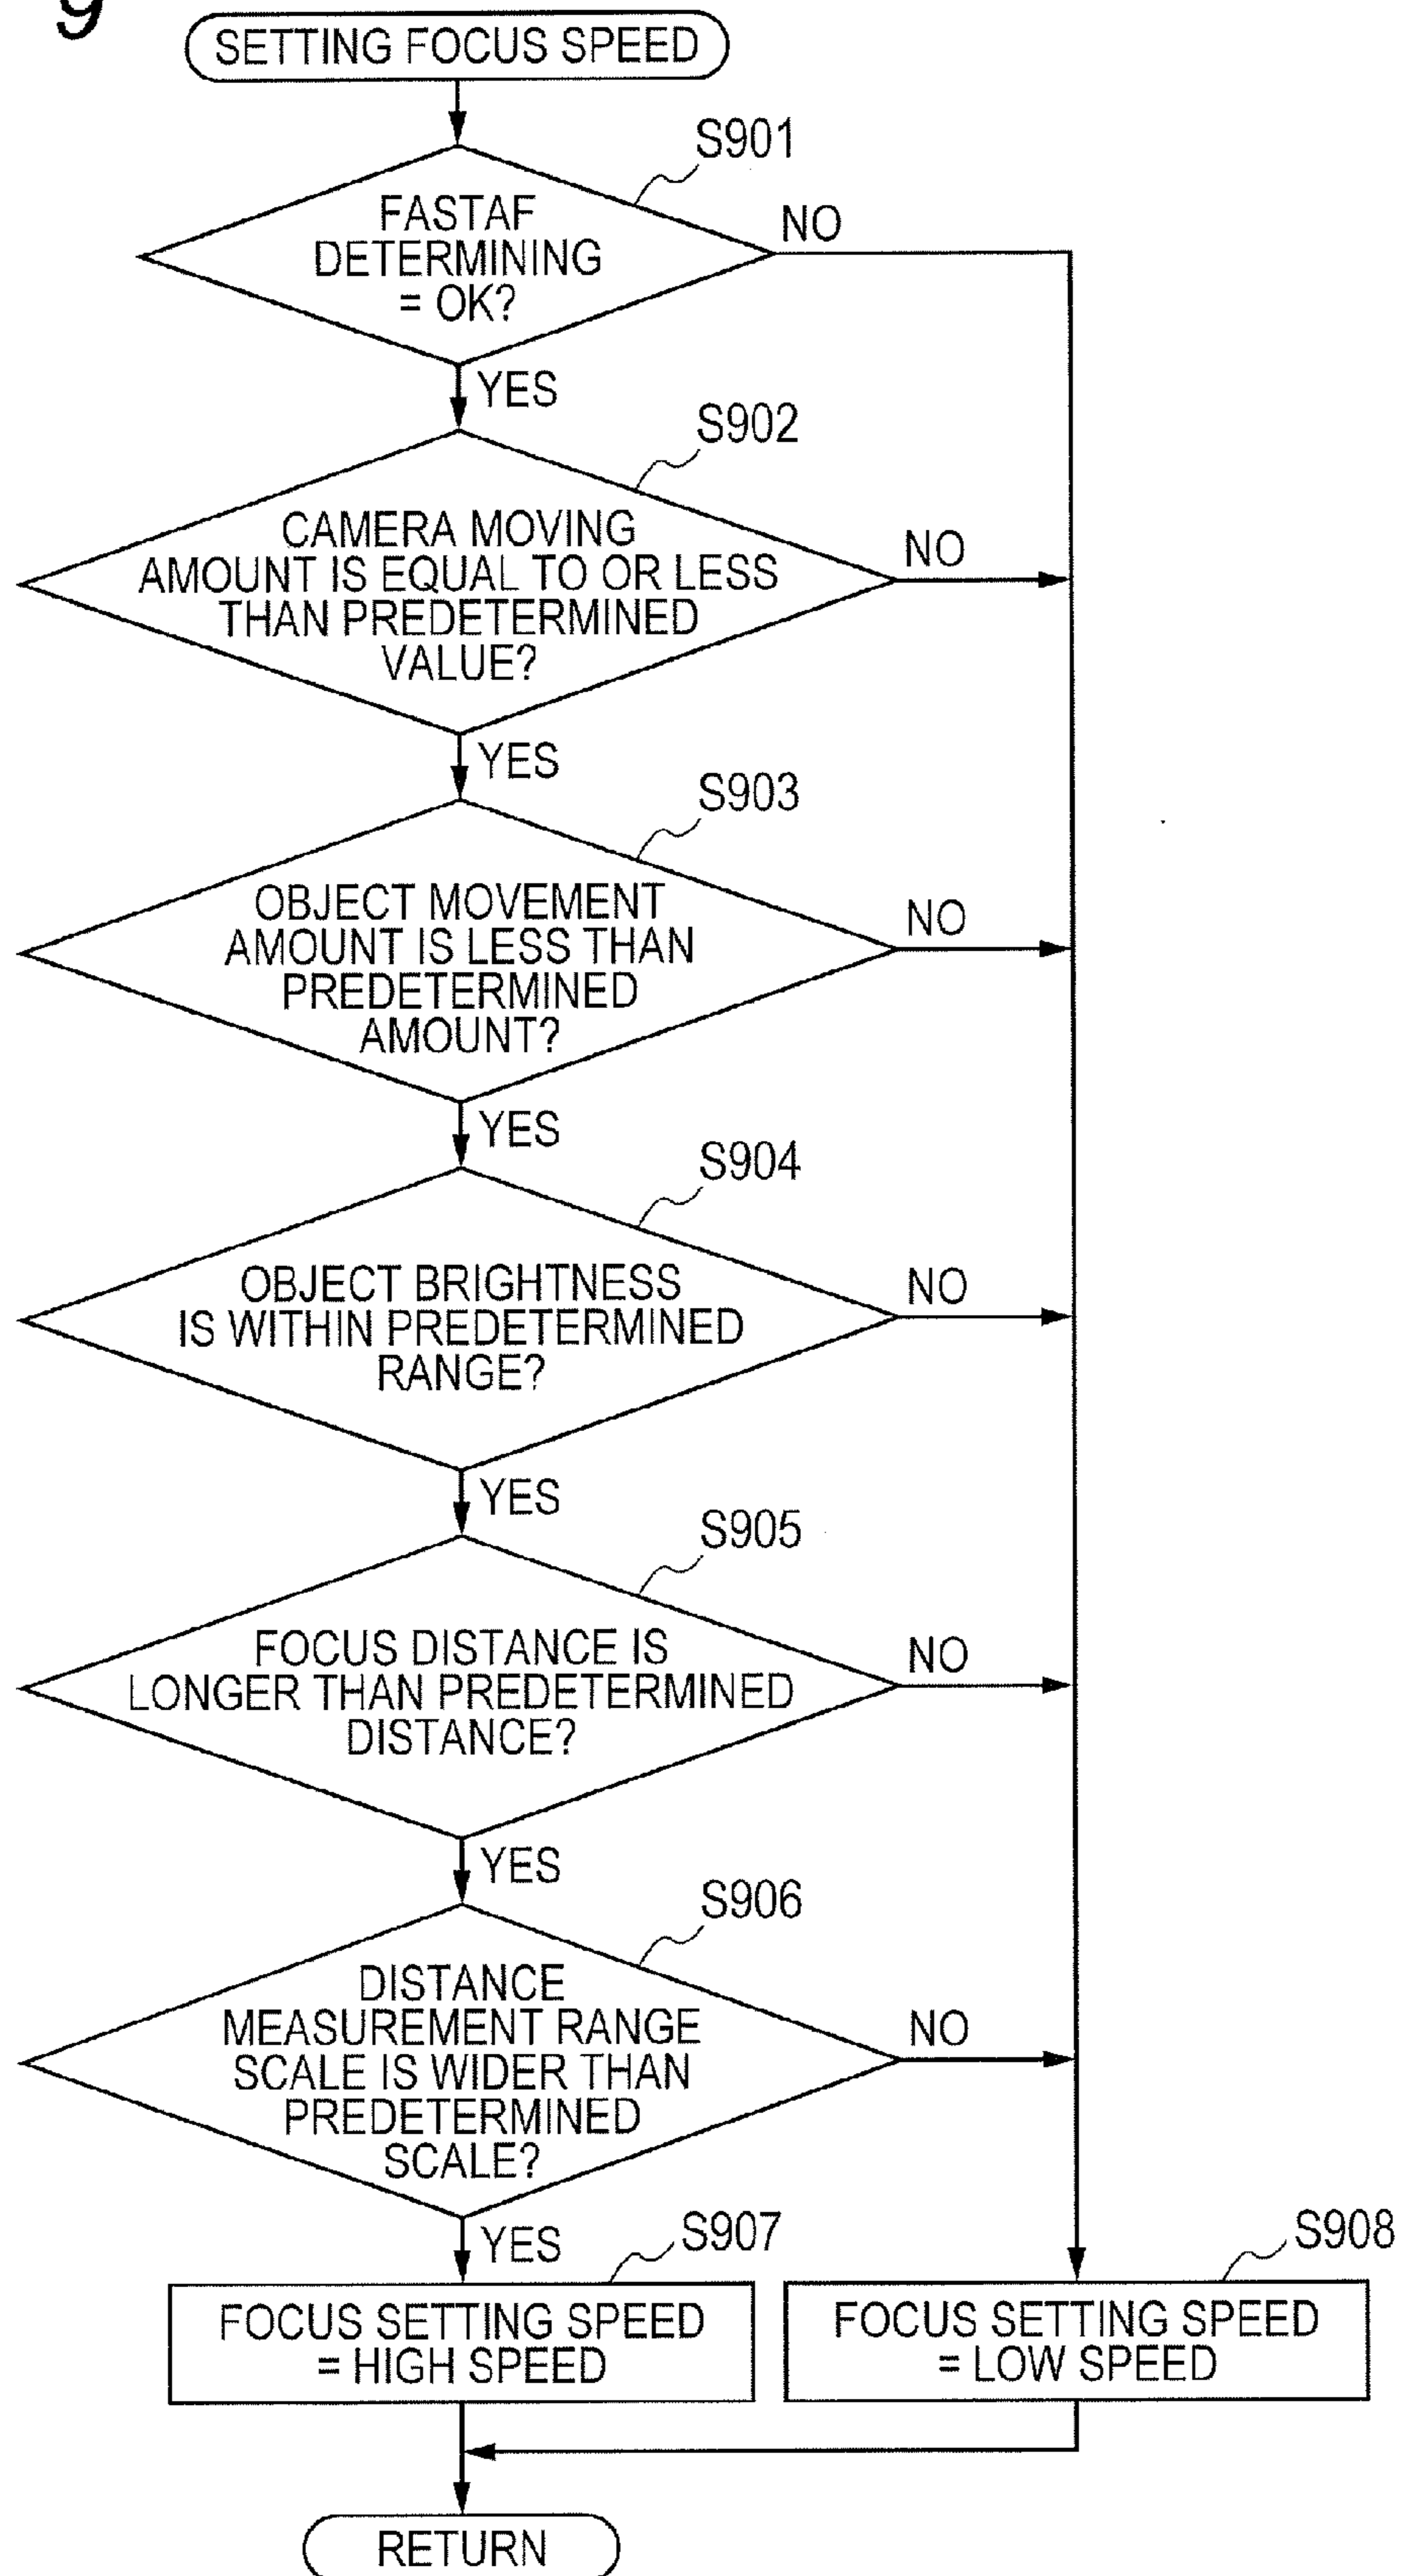 9
SETTING FOCUS SPEED
S901
FASTAF
DETERMINING
= OK?
NO
YES
S902
CAMERA MOVING
AMOUNT IS EQUAL TO OR LESS
THAN PREDETERMINED
VALUE?
NO
YES
S903
OBJECT MOVEMENT
AMOUNT IS LESS THAN
PREDETERMINED
AMOUNT?
NO
YES
S904
OBJECT BRIGHTNESS
IS WITHIN PREDETERMINED
RANGE?
NO
YES
S905
FOCUS DISTANCE IS
LONGER THAN PREDETERMINED
DISTANCE?
NO
YES
S906
DISTANCE
MEASUREMENT RANGE
SCALE IS WIDER THAN
PREDETERMINED
SCALE?
NO
YES
S907
FOCUS SETTING SPEED
= HIGH SPEED
S908
FOCUS SETTING SPEED
= LOW SPEED
RETURN